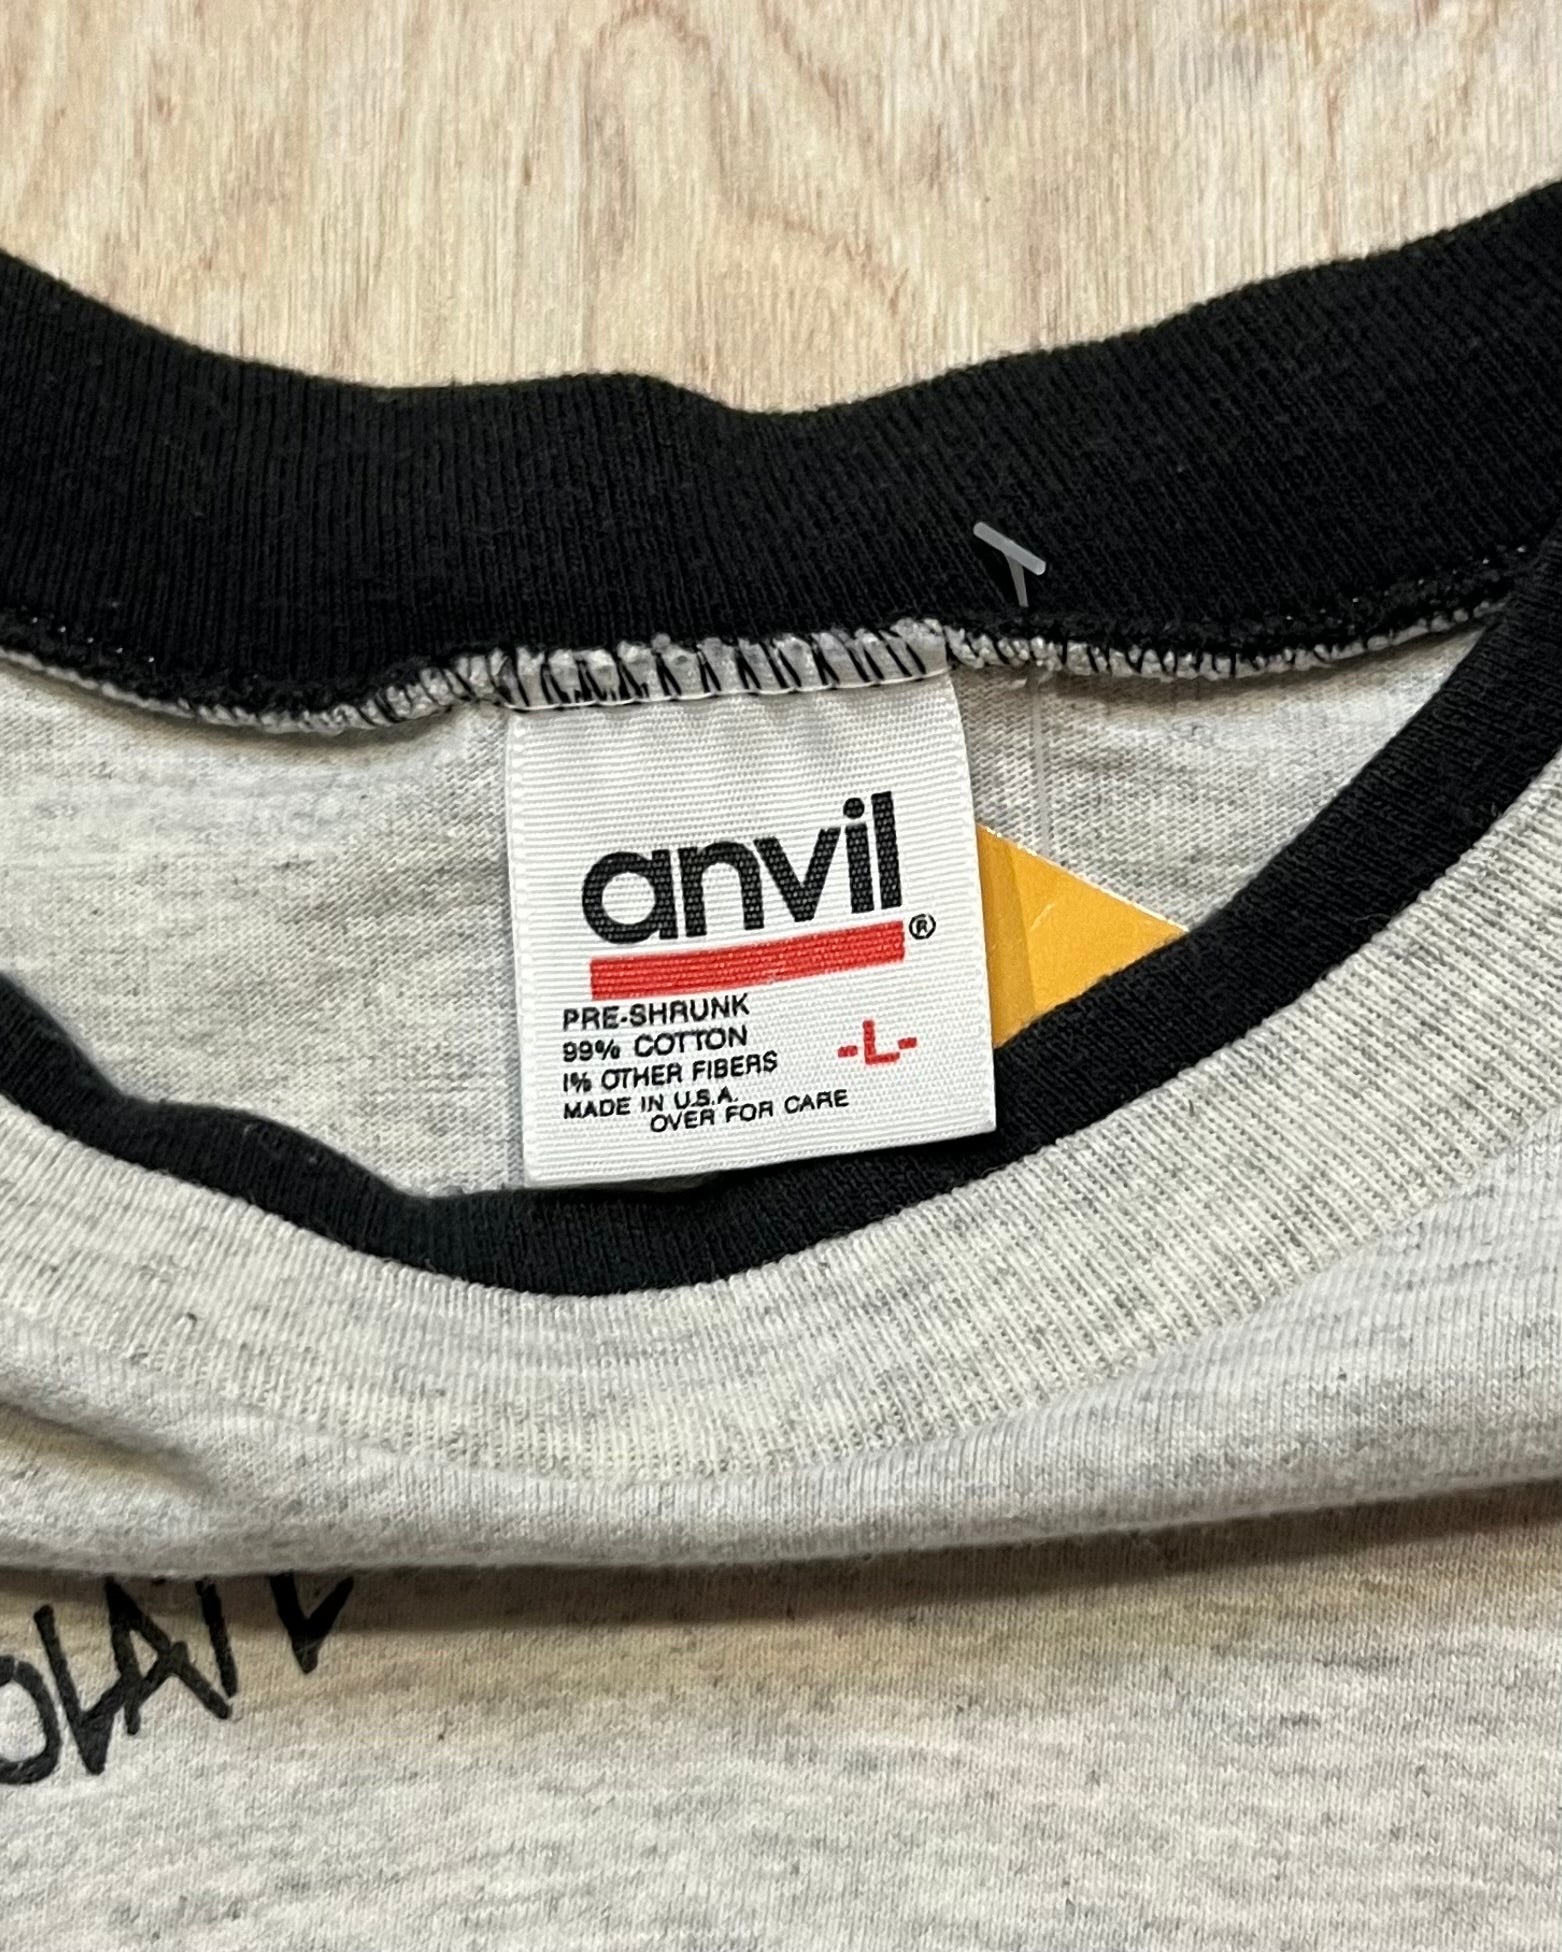 anvil®
PRE-SHRUNK
99% COTTON
1% OTHER FIBERS
-L-
MADE IN U.S.A.
OVER FOR CARE